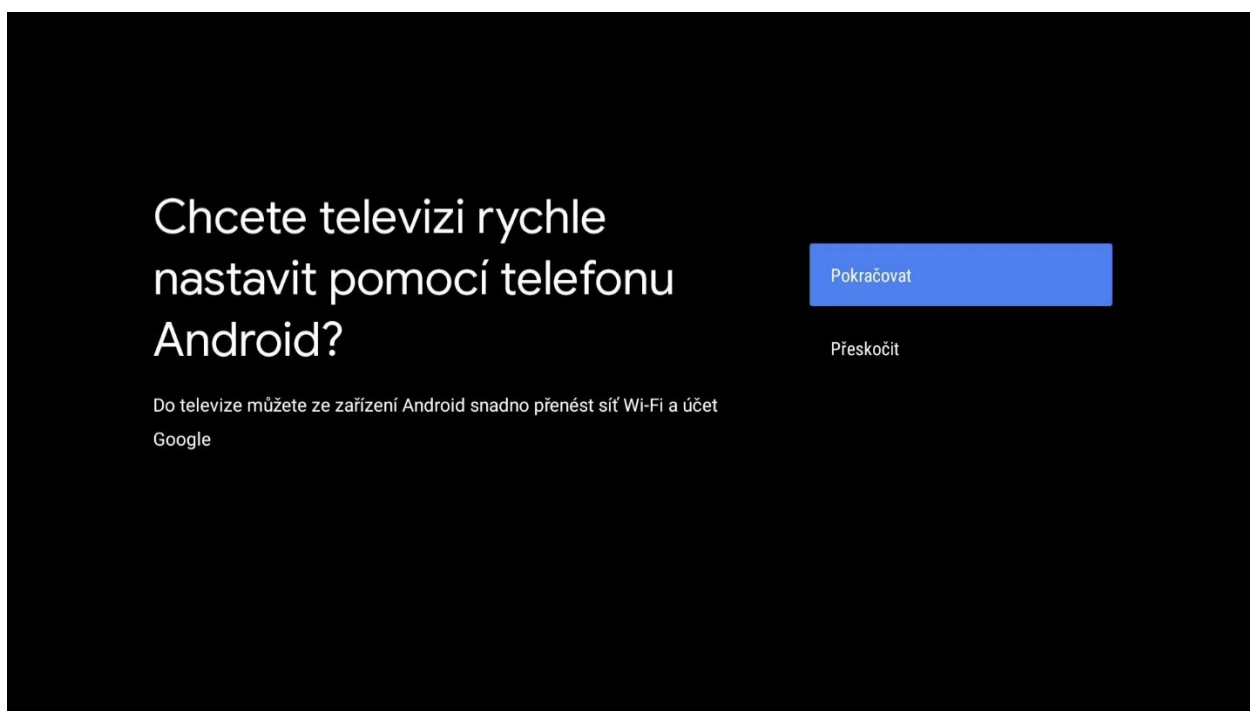 Chcete televizi rychle
nastavit pomocí telefonu
Android?
Do televize můžete ze zařízení Android snadno přenést síť Wi-Fi a účet
Google
Pokračovat
Přeskočit